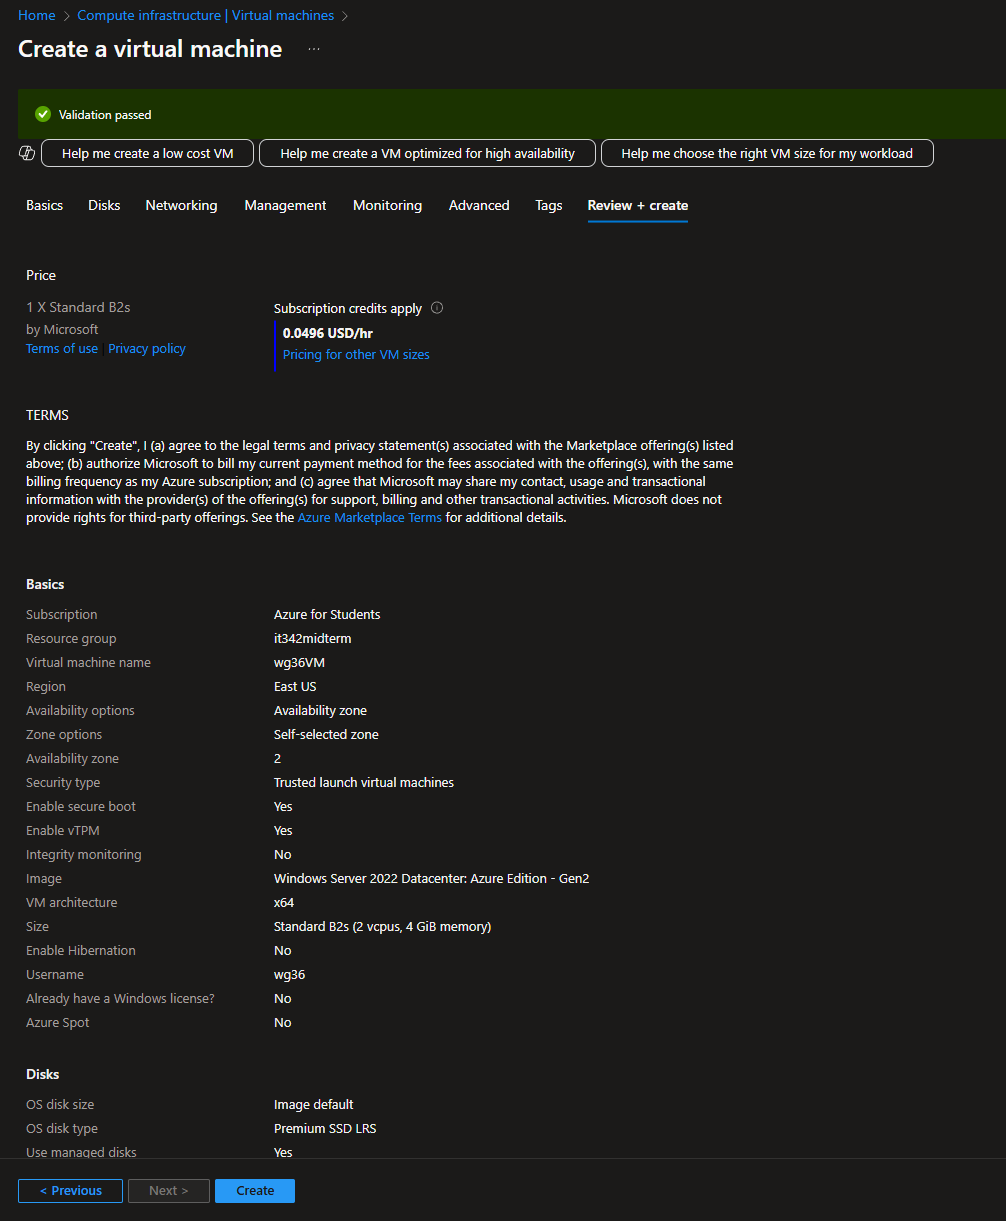 Home > Compute infrastructure | Virtual machines >
Create a virtual machine ...
Validation passed
Help me create a low cost VM Help me create a VM optimized for high availability Help me choose the right VM size for my workload
Basics Disks Networking Management Monitoring Advanced Tags Review + create
Price
1 X Standard B2s Subscription credits apply
by Microsoft 0.0496 USD/hr
Terms of use | Privacy policy Pricing for other VM sizes
TERMS
By clicking "Create", I (a) agree to the legal terms and privacy statement(s) associated with the Marketplace offering(s) listed
above; (b) authorize Microsoft to bill my current payment method for the fees associated with the offering(s), with the same
billing frequency as my Azure subscription; and (c) agree that Microsoft may share my contact, usage and transactional
information with the provider(s) of the offering(s) for support, billing and other transactional activities. Microsoft does not
provide rights for third-party offerings. See the Azure Marketplace Terms for additional details.
Basics
Subscription Azure for Students
Resource group it342midterm
Virtual machine name wg36VM
Region East US
Availability options Availability zone
Zone options Self-selected zone
Availability zone 2
Security type Trusted launch virtual machines
Enable secure boot Yes
Enable vTPM Yes
Integrity monitoring No
Image Windows Server 2022 Datacenter: Azure Edition - Gen2
VM architecture x64
Size Standard B2s (2 vcpus, 4 GiB memory)
Enable Hibernation No
Username wg36
Already have a Windows license? No
Azure Spot No
Disks
OS disk size Image default
OS disk type Premium SSD LRS
Use managed disks Yes
< Previous Next > Create